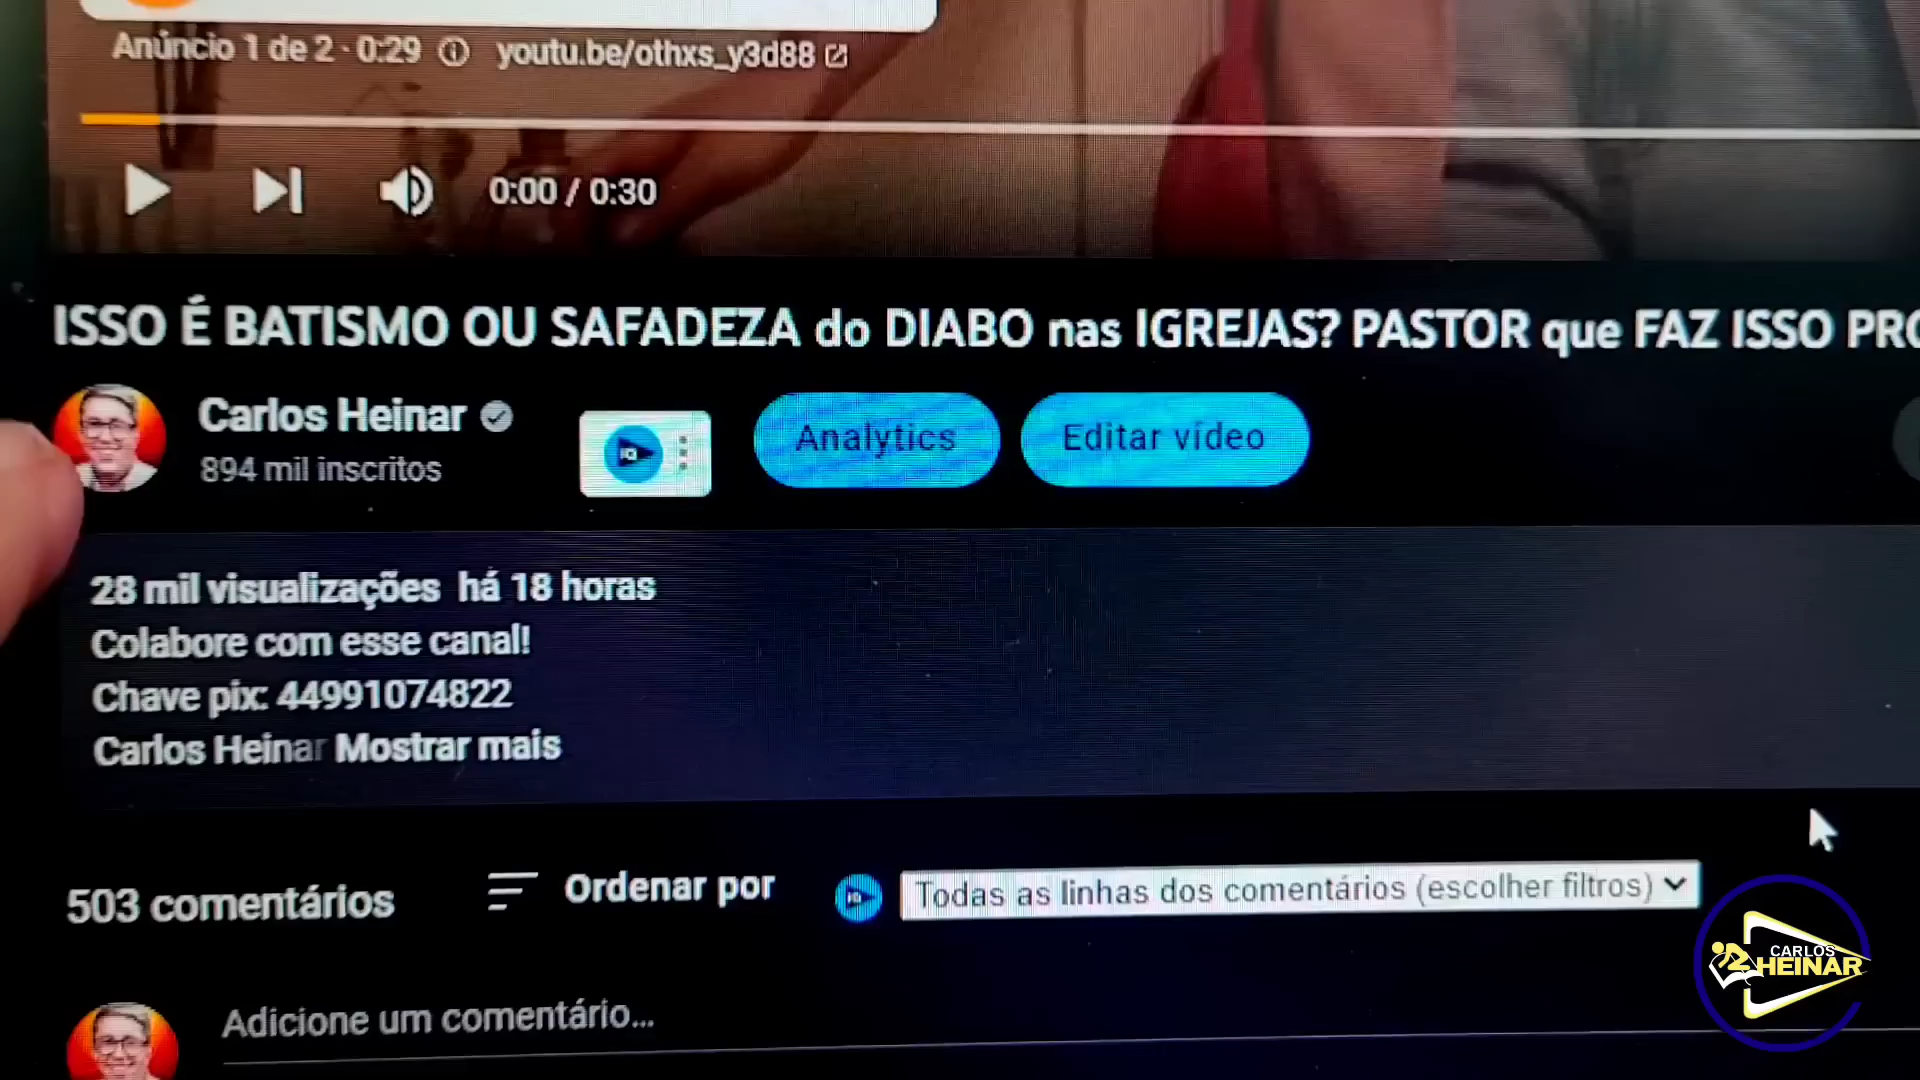 Anúncio 1 de 2 · 0:29 youtu.be/othxs_y3d88
0:00 / 0:30
ISSO É BATISMO OU SAFADEZA do DIABO nas IGREJAS? PASTOR que FAZ ISSO PRO
Carlos Heinar
894 mil inscritos
IQ
Analytics
Editar vídeo
28 mil visualizações há 18 horas
Colabore com esse canal!
Chave pix: 44991074822
Carlos Heinar Mostrar mais
503 comentários
Ordenar por
IQ
Todas as linhas dos comentários (escolher filtros)
CARLOS
HEINAR
Adicione um comentário...